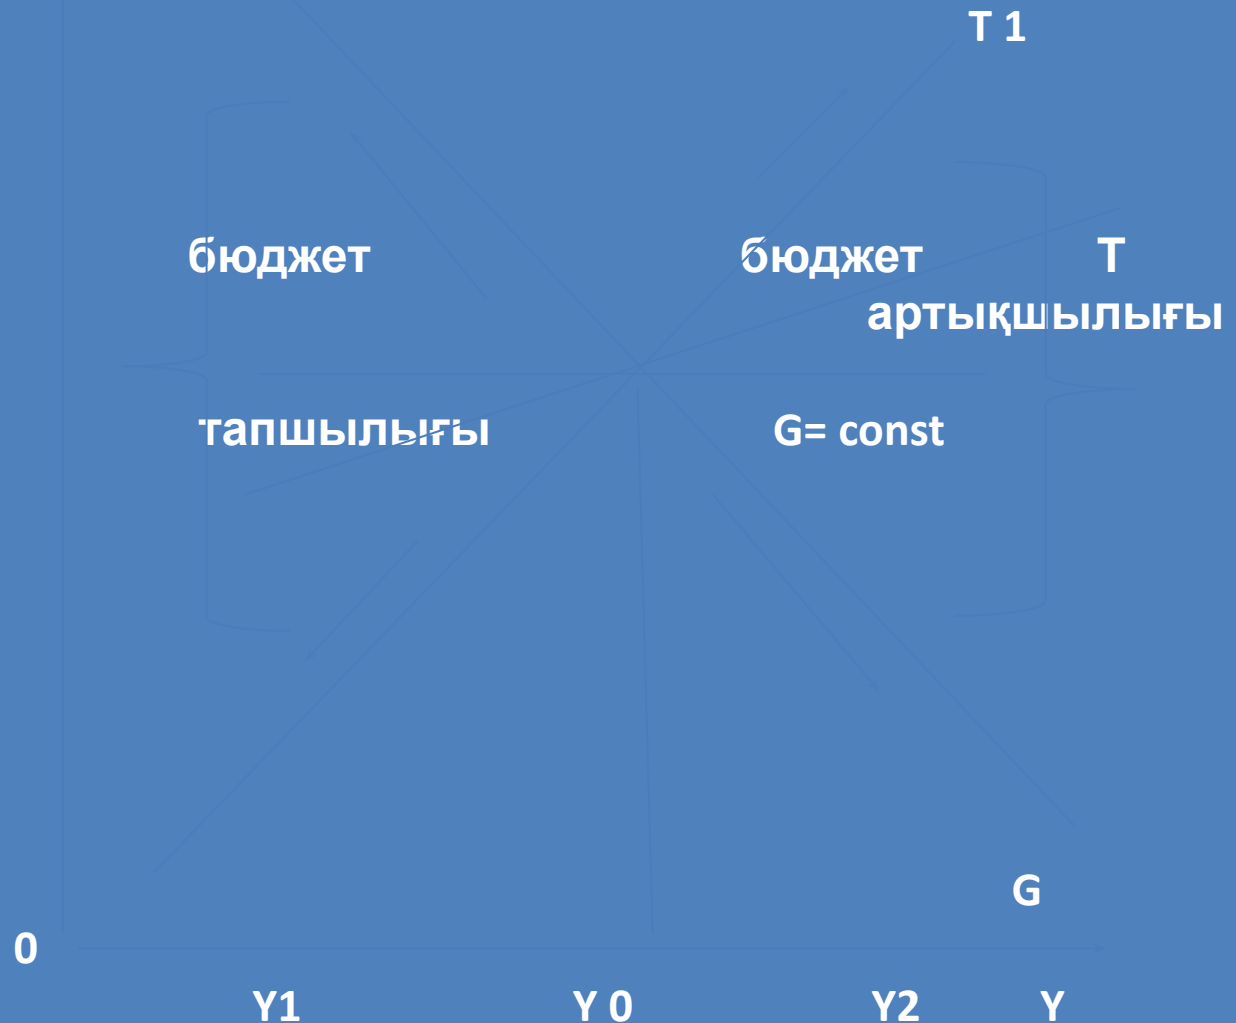 T 1
бюджет
бюджет T
артықшылығы
тапшылығы
G= const
G
0
Y1 Y 0 Y2 Y